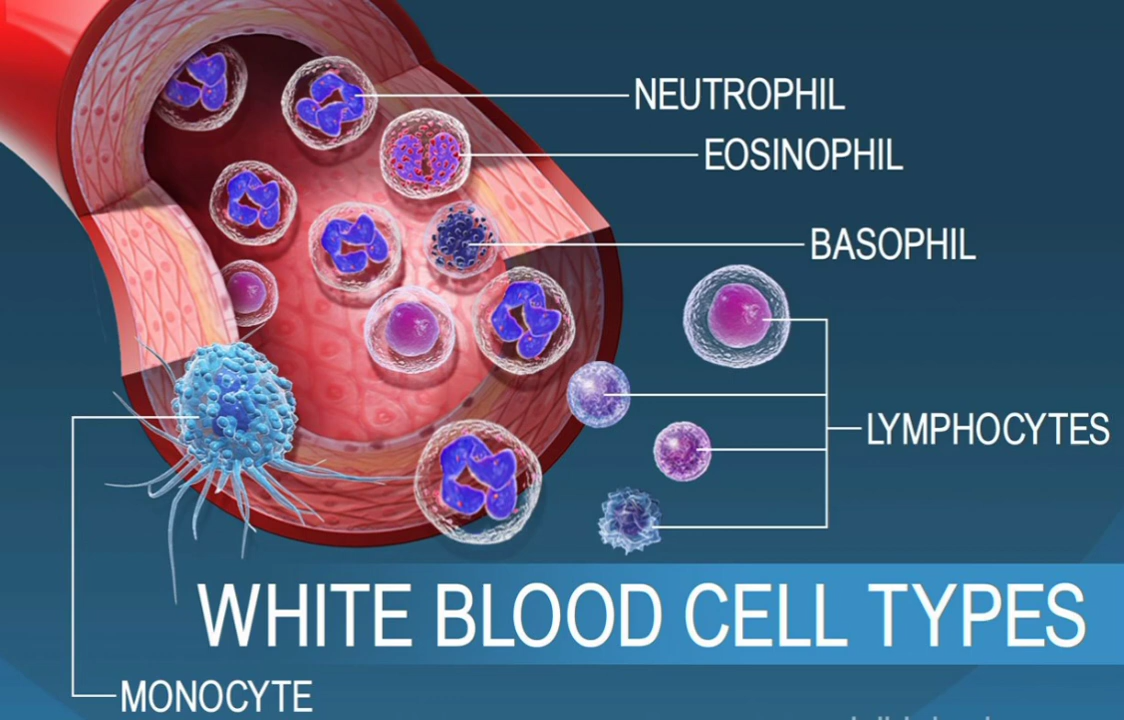 NEUTROPHIL
EOSINOPHIL
BASOPHIL
LYMPHOCYTES
WHITE BLOOD CELL TYPES
MONOCYTE